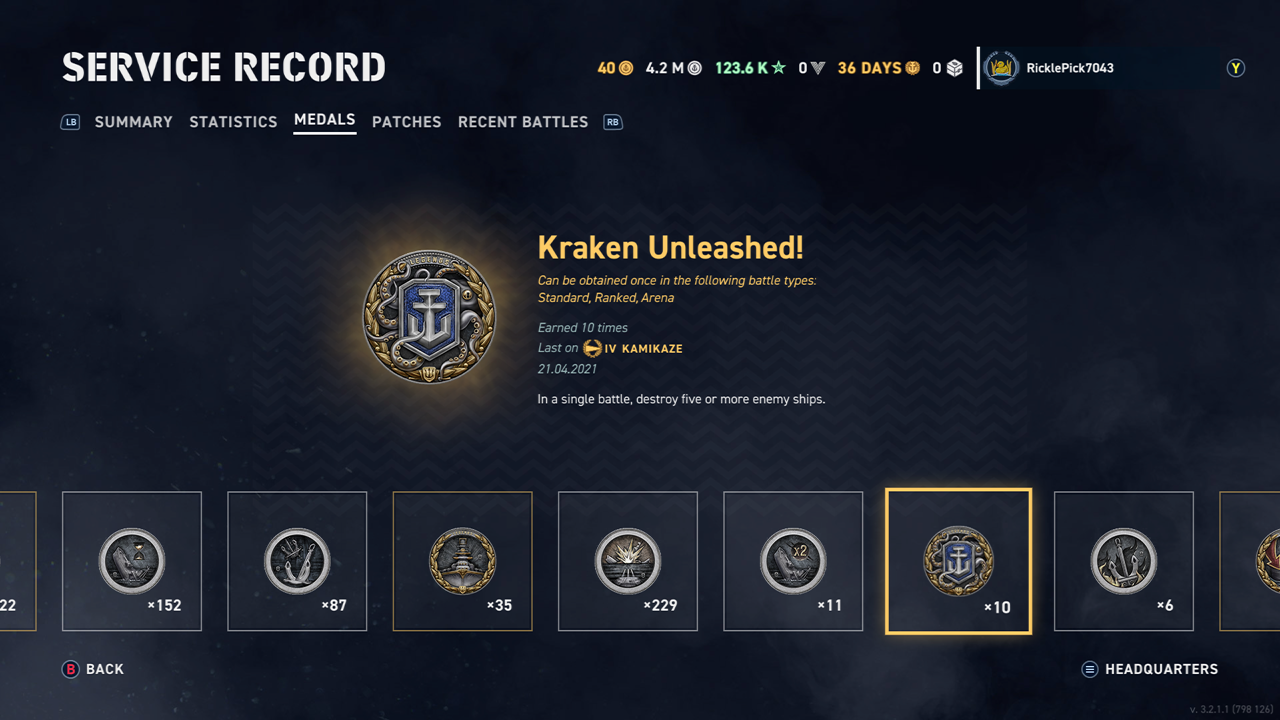 SERVICE RECORD
40 4.2 M 123.6 K 0 36 DAYS 0 RicklePick7043 Y
LB SUMMARY STATISTICS MEDALS PATCHES RECENT BATTLES RB
Kraken Unleashed!
Can be obtained once in the following battle types:
Standard, Ranked, Arena
Earned 10 times
Last on IV KAMIKAZE
21.04.2021
In a single battle, destroy five or more enemy ships.
x2
22 ×152 ×87 ×35 ×229 ×11 ×10 ×6
B BACK HEADQUARTERS
v. 3.2.1.1 (798 126)